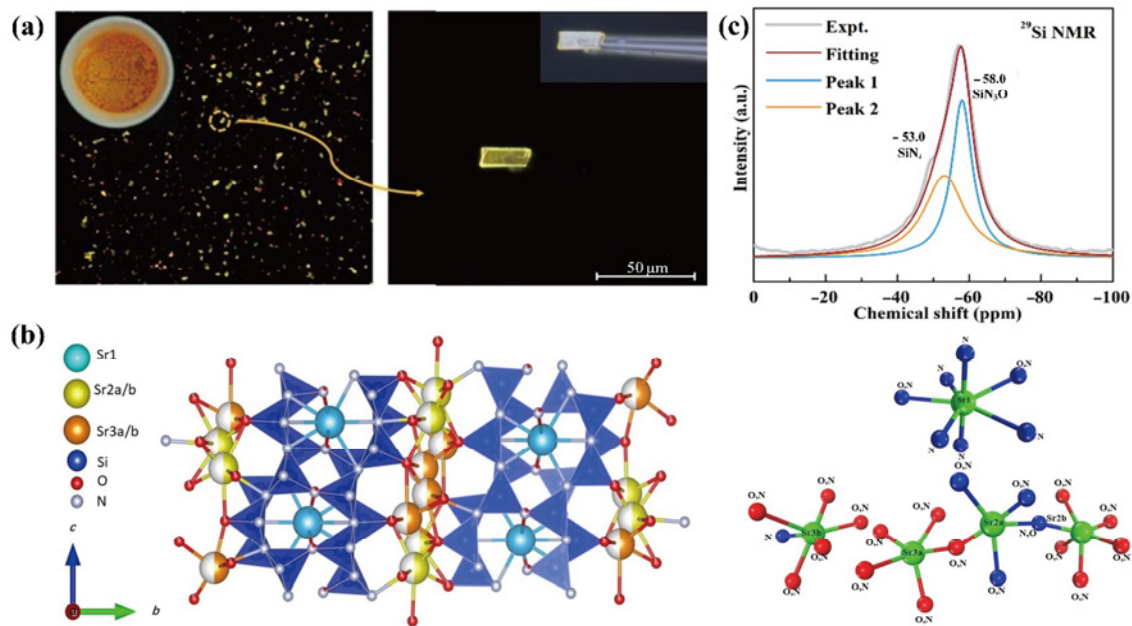 (a)
50 μm
(c)
Expt.
Fitting
Peak 1
Peak 2
²⁹Si NMR
− 58.0
SiN₃O
− 53.0
SiN₄
Intensity (a.u.)
0
−20
−40
−60
−80
−100
Chemical shift (ppm)
(b)
Sr1
Sr2a/b
Sr3a/b
Si
O
N
c
b
N
N
O,N
O,N
Sr1
N
N
N
O,N
O,N
O,N
O,N
Sr3b
N
O,N
O,N
O,N
O,N
Sr3a
O,N
O,N
O,N
O,N
Sr2a
N,O
O,N
Sr2b
O,N
O,N
O,N
O,N
O,N